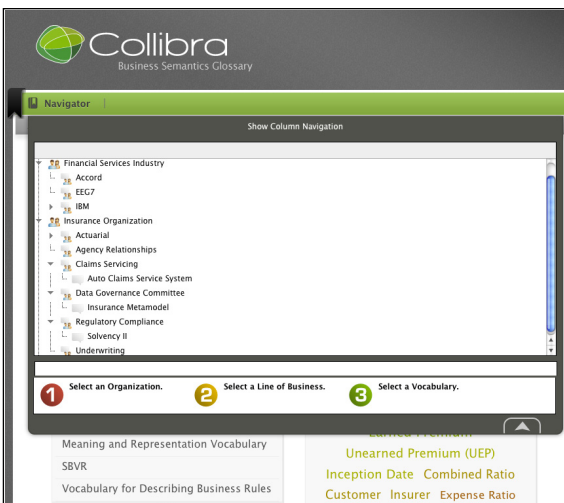 Collibra
Business Semantics Glossary
Navigator
Show Column Navigation
Financial Services Industry
Accord
EEG7
IBM
Insurance Organization
Actuarial
Agency Relationships
Claims Servicing
Auto Claims Service System
Data Governance Committee
Insurance Metamodel
Regulatory Compliance
Solvency II
Underwriting
1 Select an Organization. 2 Select a Line of Business. 3 Select a Vocabulary.
Earned Premium
Meaning and Representation Vocabulary
Unearned Premium (UEP)
SBVR
Inception Date Combined Ratio
Vocabulary for Describing Business Rules
Customer Insurer Expense Ratio